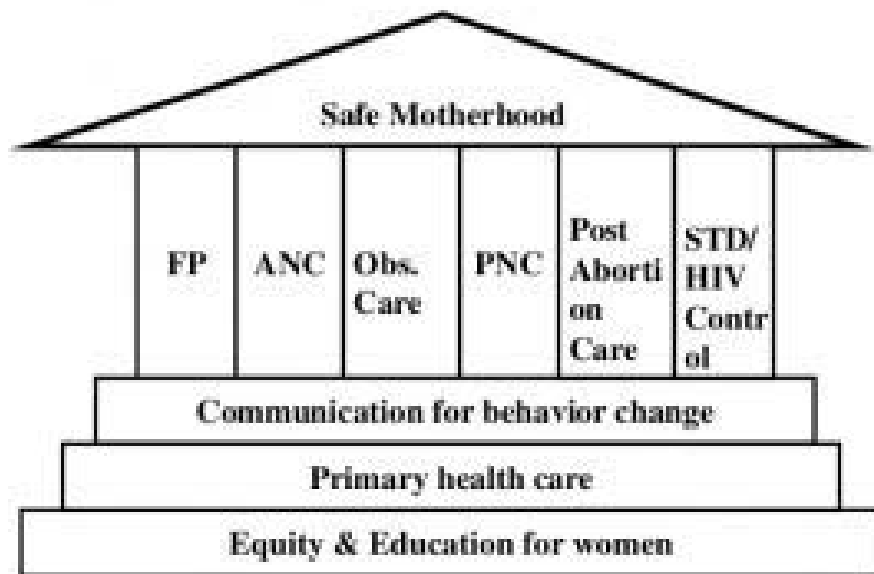 Safe Motherhood
FP
ANC
Obs.
Care
PNC
Post
Aborti
on
Care
STD/
HIV
Contr
ol
Communication for behavior change
Primary health care
Equity & Education for women